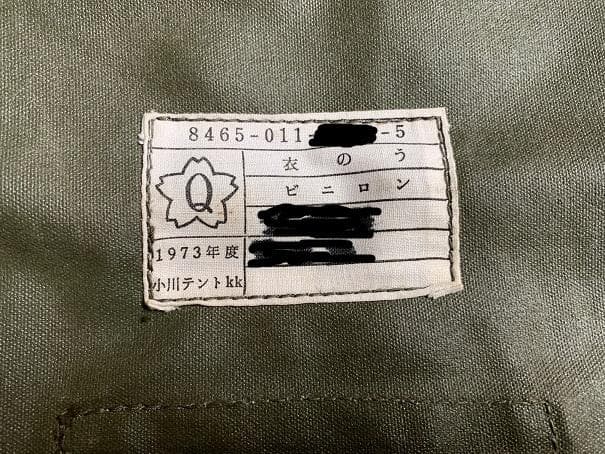 8465-011- -5
衣のう
Q
ビニロン
1973年度
小川テントkk